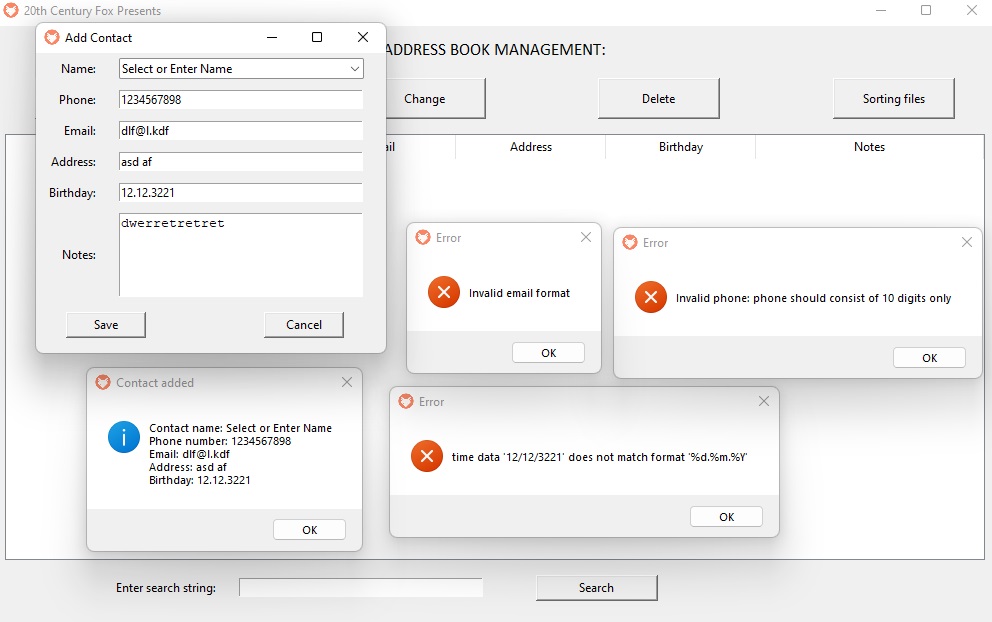 20th Century Fox Presents
Add Contact
ADDRESS BOOK MANAGEMENT:
Name:
Select or Enter Name
Phone:
1234567898
Email:
dlf@l.kdf
Address:
asd af
Birthday:
12.12.3221
Notes:
dwerretretret
Save
Cancel
Change
Delete
Sorting files
ail
Address
Birthday
Notes
Error
Invalid email format
OK
Error
Invalid phone: phone should consist of 10 digits only
OK
Contact added
Contact name: Select or Enter Name
Phone number: 1234567898
Email: dlf@l.kdf
Address: asd af
Birthday: 12.12.3221
OK
Error
time data '12/12/3221' does not match format '%d.%m.%Y'
OK
Enter search string:
Search